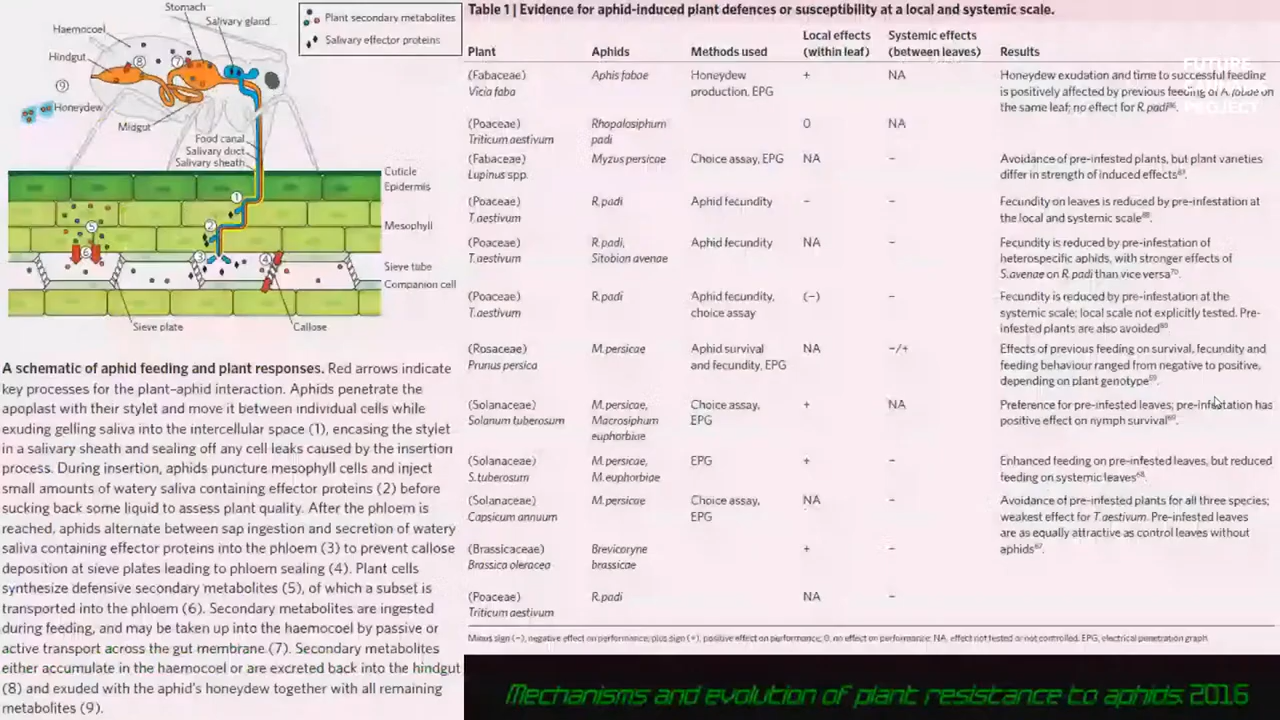 Stomach
Salivary gland
Haemocoel
Hindgut
Honeydew
Midgut
Food canal
Salivary duct
Salivary sheath
Plant secondary metabolites
Salivary effector proteins
Cuticle
Epidermis
Mesophyll
Sieve tube
Companion cell
Sieve plate
Callose
1
2
3
4
5
6
7
8
9
A schematic of aphid feeding and plant responses. Red arrows indicate
key processes for the plant–aphid interaction. Aphids penetrate the
apoplast with their stylet and move it between individual cells while
exuding gelling saliva into the intercellular space (1), encasing the stylet
in a salivary sheath and sealing off any cell leaks caused by the insertion
process. During insertion, aphids puncture mesophyll cells and inject
small amounts of watery saliva containing effector proteins (2) before
sucking back some liquid to assess plant quality. After the phloem is
reached, aphids alternate between sap ingestion and secretion of watery
saliva containing effector proteins into the phloem (3) to prevent callose
deposition at sieve plates leading to phloem sealing (4). Plant cells
synthesize defensive secondary metabolites (5), of which a subset is
transported into the phloem (6). Secondary metabolites are ingested
during feeding, and may be taken up into the haemocoel by passive or
active transport across the gut membrane (7). Secondary metabolites
either accumulate in the haemocoel or are excreted back into the hindgut
(8) and exuded with the aphid's honeydew together with all remaining
metabolites (9).
Table 1 | Evidence for aphid-induced plant defences or susceptibility at a local and systemic scale.
Plant Aphids Methods used Local effects (within leaf) Systemic effects (between leaves) Results
(Fabaceae) Aphis fabae Honeydew + NA Honeydew exudation and time to successful feeding
Vicia faba production, EPG is positively affected by previous feeding of A. fabae on
the same leaf; no effect for R.padi
(Poaceae) Rhopalosiphum 0 NA
Triticum aestivum padi
(Fabaceae) Myzus persicae Choice assay, EPG NA − Avoidance of pre-infested plants, but plant varieties
Lupinus spp. differ in strength of induced effects
(Poaceae) R.padi Aphid fecundity − − Fecundity on leaves is reduced by pre-infestation at
T.aestivum the local and systemic scale
(Poaceae) R.padi, Aphid fecundity NA − Fecundity is reduced by pre-infestation of
T.aestivum Sitobion avenae heterospecific aphids, with stronger effects of
S.avenae on R.padi than vice versa
(Poaceae) R.padi Aphid fecundity, (−) − Fecundity is reduced by pre-infestation at the
T.aestivum choice assay systemic scale; local scale not explicitly tested. Pre-
infested plants are also avoided
(Rosaceae) M.persicae Aphid survival NA −/+ Effects of previous feeding on survival, fecundity and
Prunus persica and fecundity, EPG feeding behaviour ranged from negative to positive,
depending on plant genotype
(Solanaceae) M.persicae, Choice assay, + NA Preference for pre-infested leaves; pre-infestation has
Solanum tuberosum Macrosiphum EPG positive effect on nymph survival
euphorbiae
(Solanaceae) M.persicae, EPG + − Enhanced feeding on pre-infested leaves, but reduced
S.tuberosum M.euphorbiae feeding on systemic leaves
(Solanaceae) M.persicae Choice assay, NA − Avoidance of pre-infested plants for all three species;
Capsicum annuum EPG weakest effect for T.aestivum. Pre-infested leaves
are as equally attractive as control leaves without
(Brassicaceae) Brevicoryne + − aphids
Brassica oleracea brassicae
(Poaceae) R.padi NA −
Triticum aestivum
Minus sign (−), negative effect on performance; plus sign (+), positive effect on performance; 0, no effect on performance; NA, effect not tested or not controlled. EPG, electrical penetration graph.
FUTURE
PROJECT
Mechanisms and evolution of plant resistance to aphids 2016